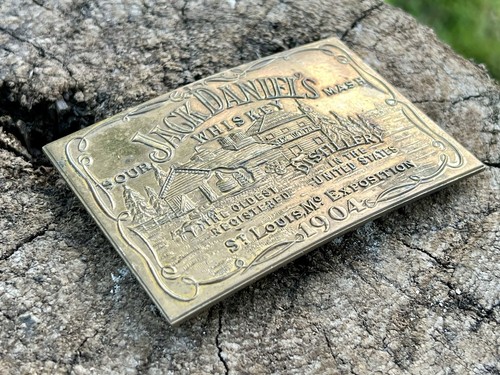 JACK DANIEL'S
SOUR WHISKEY MASH
THE OLDEST DISTILLERY
REGISTERED IN THE
UNITED STATES
ST LOUIS, MO EXPOSITION
1904